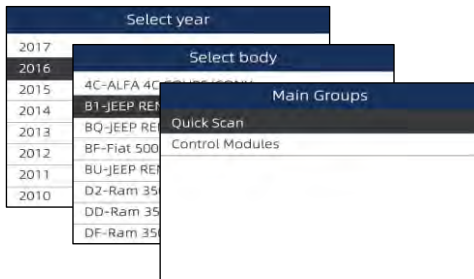 Select year
2017
2016
2015
2014
2013
2012
2011
2010
Select body
4C-ALFA 4C
B1-JEEP
BQ-JEEP
BF-Fiat 500
BU-JEEP
D2-Ram
DD-Ram
DF-Ram
Main Groups
Quick Scan
Control Modules